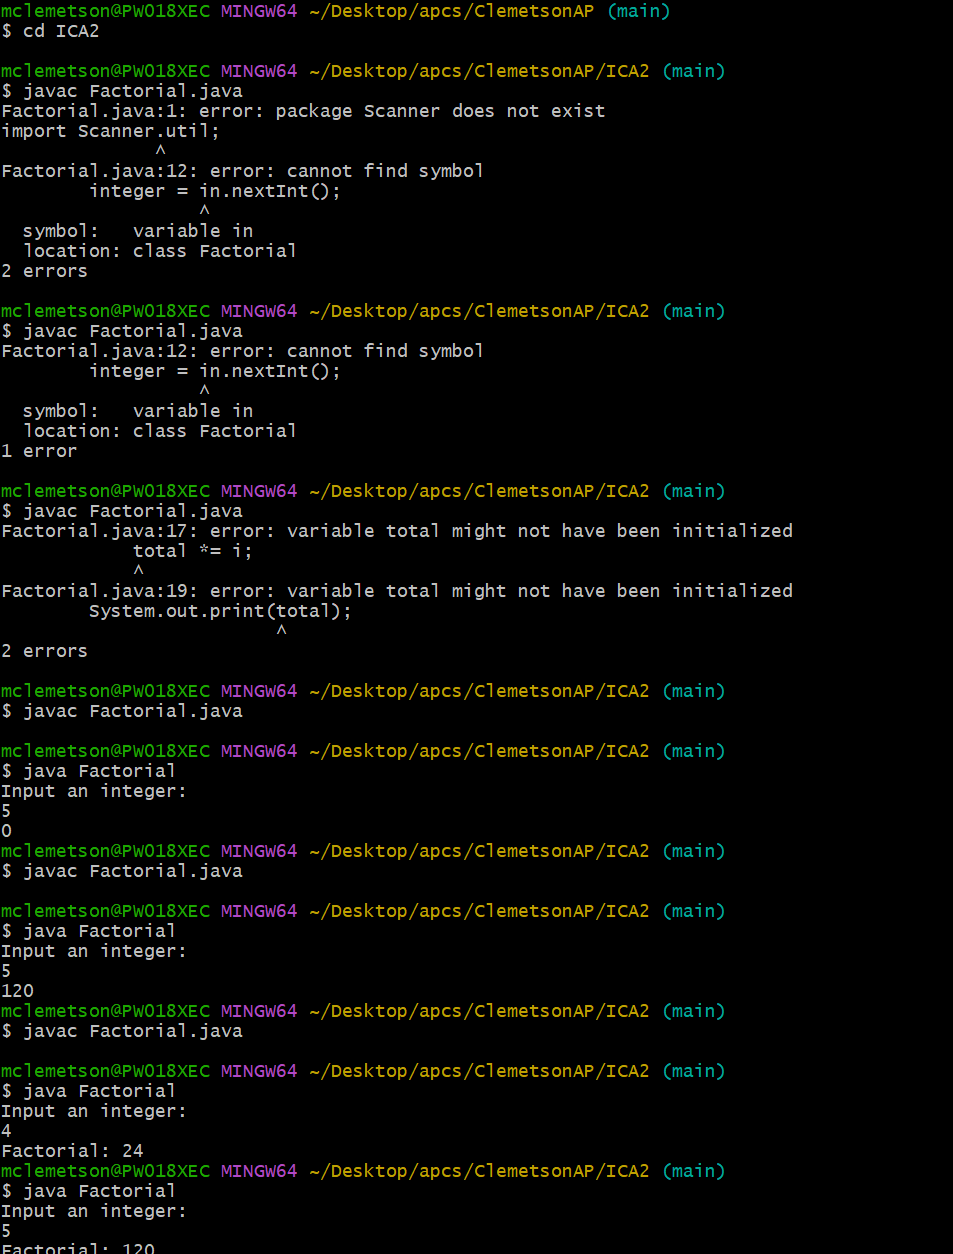 mclemetson@PW018XEC MINGW64 ~/Desktop/apcs/ClemetsonAP (main)
$ cd ICA2
mclemetson@PW018XEC MINGW64 ~/Desktop/apcs/ClemetsonAP/ICA2 (main)
$ javac Factorial.java
Factorial.java:1: error: package Scanner does not exist
import Scanner.util;
              ^
Factorial.java:12: error: cannot find symbol
        integer = in.nextInt();
                  ^
  symbol:   variable in
  location: class Factorial
2 errors
mclemetson@PW018XEC MINGW64 ~/Desktop/apcs/ClemetsonAP/ICA2 (main)
$ javac Factorial.java
Factorial.java:12: error: cannot find symbol
        integer = in.nextInt();
                  ^
  symbol:   variable in
  location: class Factorial
1 error
mclemetson@PW018XEC MINGW64 ~/Desktop/apcs/ClemetsonAP/ICA2 (main)
$ javac Factorial.java
Factorial.java:17: error: variable total might not have been initialized
            total *= i;
            ^
Factorial.java:19: error: variable total might not have been initialized
        System.out.print(total);
                         ^
2 errors
mclemetson@PW018XEC MINGW64 ~/Desktop/apcs/ClemetsonAP/ICA2 (main)
$ javac Factorial.java
mclemetson@PW018XEC MINGW64 ~/Desktop/apcs/ClemetsonAP/ICA2 (main)
$ java Factorial
Input an integer:
5
0
mclemetson@PW018XEC MINGW64 ~/Desktop/apcs/ClemetsonAP/ICA2 (main)
$ javac Factorial.java
mclemetson@PW018XEC MINGW64 ~/Desktop/apcs/ClemetsonAP/ICA2 (main)
$ java Factorial
Input an integer:
5
120
mclemetson@PW018XEC MINGW64 ~/Desktop/apcs/ClemetsonAP/ICA2 (main)
$ javac Factorial.java
mclemetson@PW018XEC MINGW64 ~/Desktop/apcs/ClemetsonAP/ICA2 (main)
$ java Factorial
Input an integer:
4
Factorial: 24
mclemetson@PW018XEC MINGW64 ~/Desktop/apcs/ClemetsonAP/ICA2 (main)
$ java Factorial
Input an integer:
5
Factorial: 120